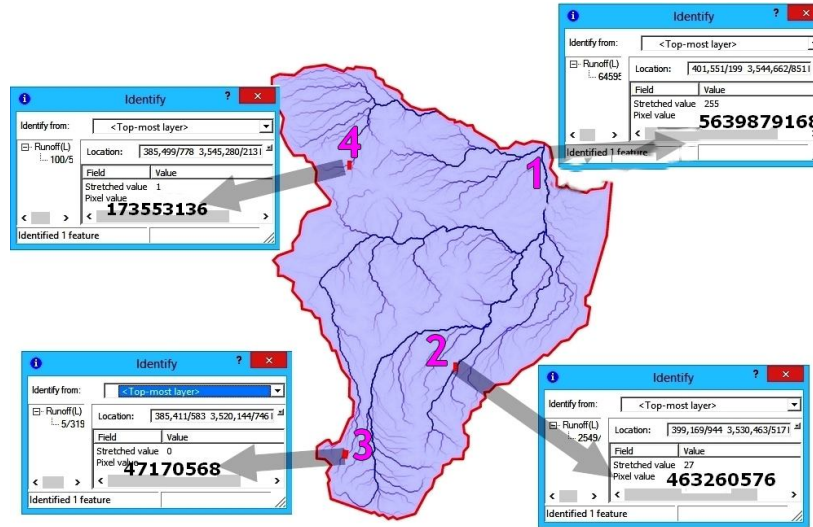 Identify ? ×
Identify from: <Top-most layer>
Runoff(L)
64595
Location: 401,551/199 3,544,662/851
Field Value
Stretched value 255
Pixel value 5639879168
< > < >
Identified 1 feature
1
Identify ? ×
Identify from: <Top-most layer>
Runoff(L)
100/5
Location: 385,499/778 3,545,280/213
Field Value
Stretched value 1
Pixel value
173553136
< > < >
Identified 1 feature
4
2
Identify ? ×
Identify from: <Top-most layer>
Runoff(L)
5/319
Location: 385,411/583 3,520,144/746
Field Value
Stretched value 0
Pixel value 47170568
< > < >
Identified 1 feature
3
Identify ? ×
Identify from: <Top-most layer>
Runoff(L)
2549/
Location: 399,169/944 3,530,463/517
Field Value
Stretched value 27
Pixel value 463260576
< > < >
Identified 1 feature